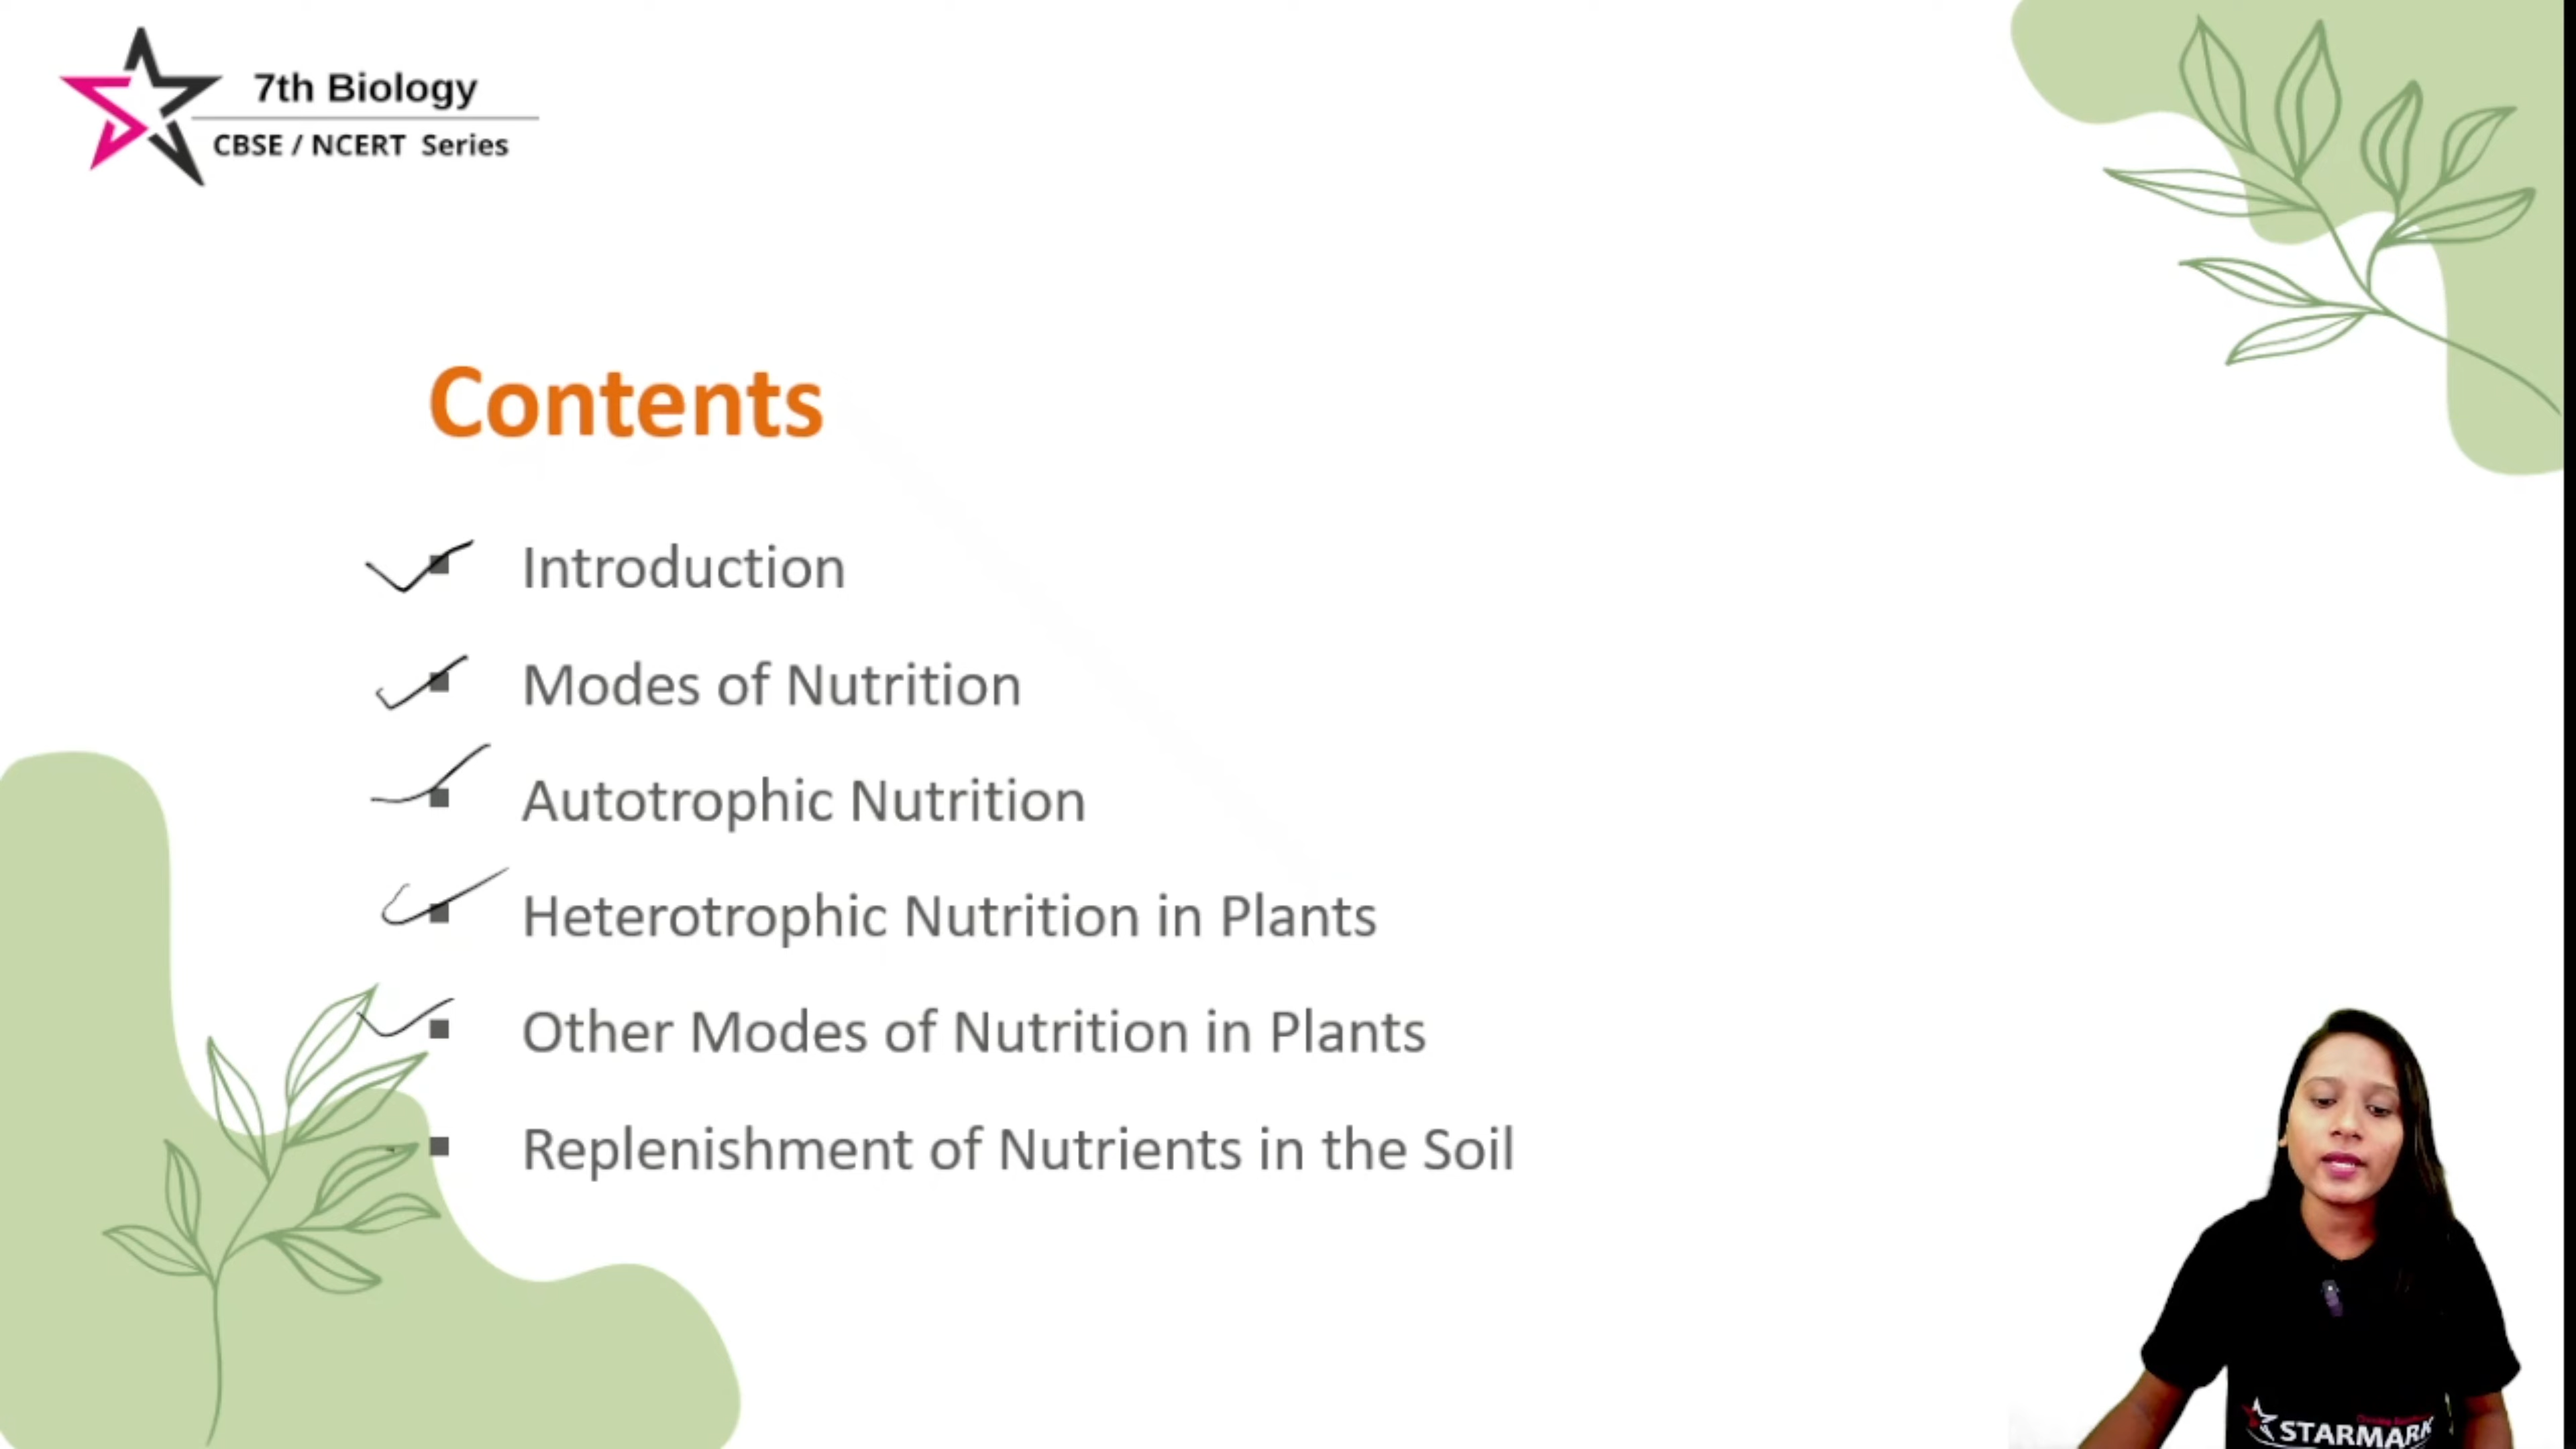 7th Biology
CBSE / NCERT Series
Contents
Introduction
Modes of Nutrition
Autotrophic Nutrition
Heterotrophic Nutrition in Plants
Other Modes of Nutrition in Plants
Replenishment of Nutrients in the Soil
STARMARK